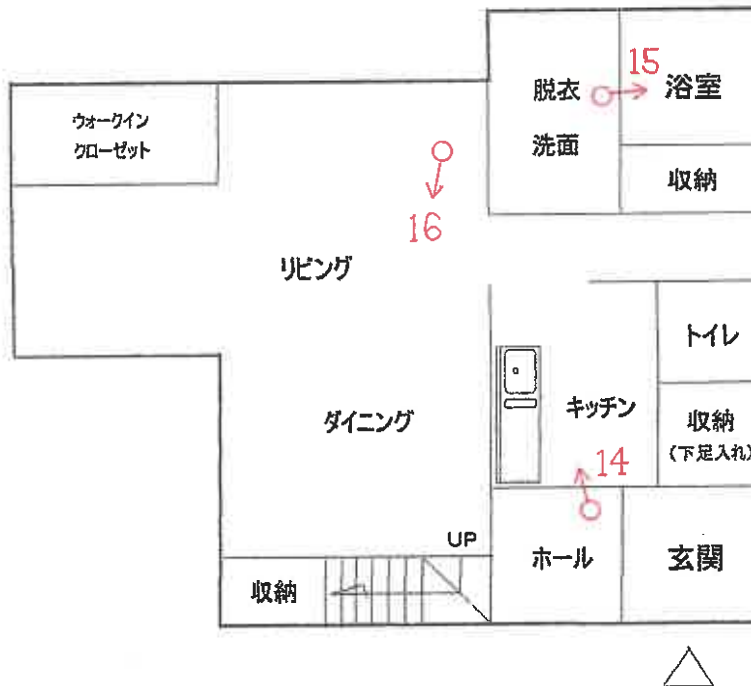 15
脱衣
浴室
ウォークイン
クローゼット
洗面
収納
16
リビング
トイレ
キッチン
ダイニング
収納
(下足入れ)
14
UP
ホール
玄関
収納